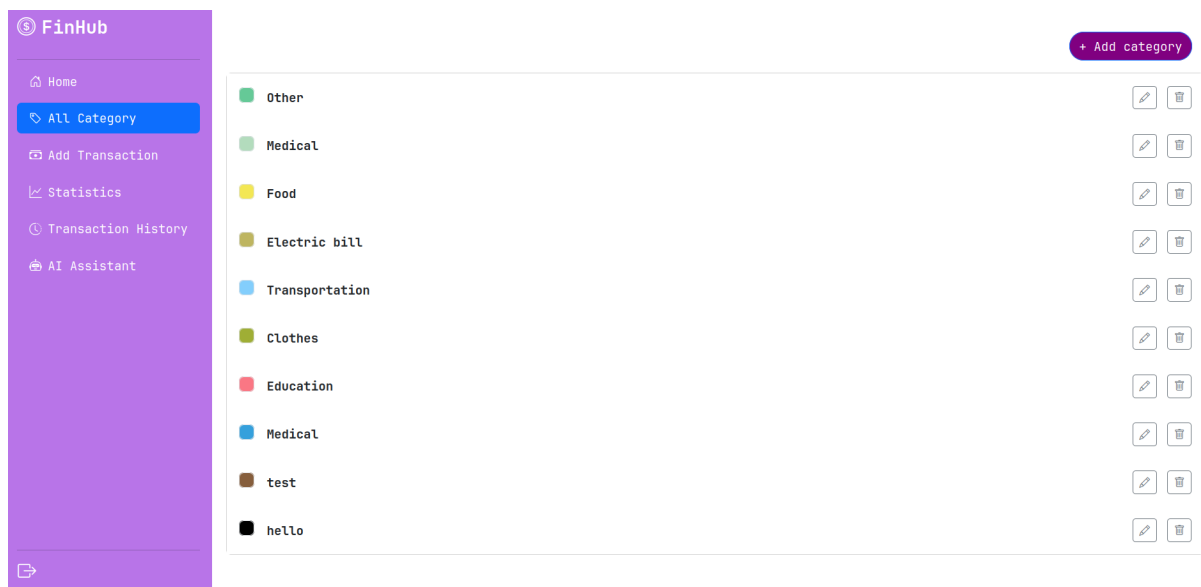 FinHub
Home
All Category
Add Transaction
Statistics
Transaction History
AI Assistant
+ Add category
Other
Medical
Food
Electric bill
Transportation
Clothes
Education
Medical
test
hello